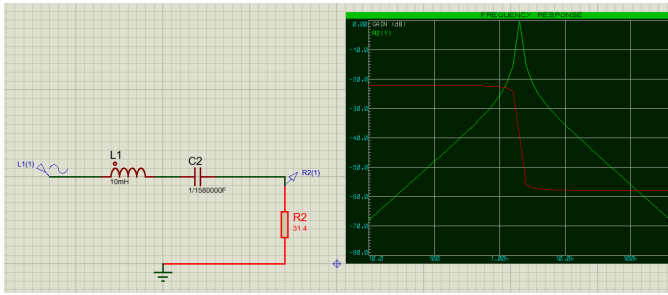 FREQUENCY RESPONSE
0.00
GAIN (dB)
R2(1)
-10.0
-20.0
-30.0
-40.0
-50.0
-60.0
-70.0
-80.0
10.0
100
1.00k
10.0k
100k
L1(1)
L1
10mH
C2
1/1580000F
R2(1)
R2
31.4